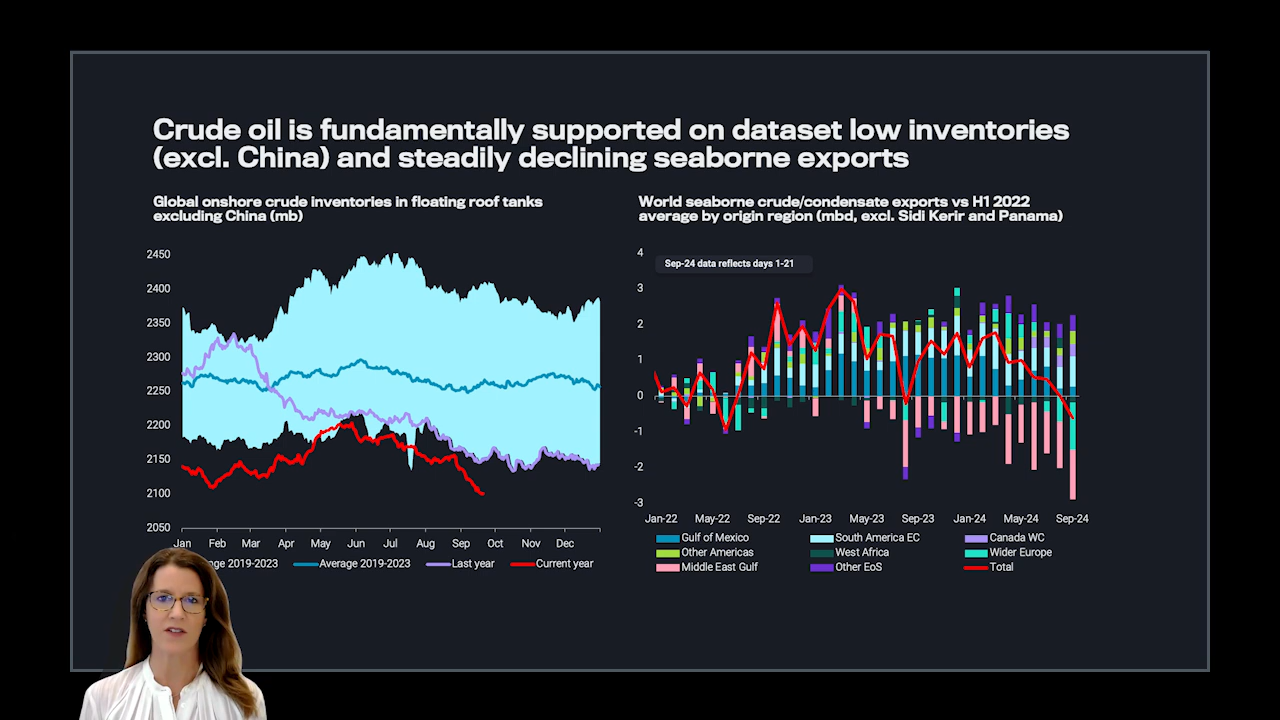 Crude oil is fundamentally supported on dataset low inventories
(excl. China) and steadily declining seaborne exports
Global onshore crude inventories in floating roof tanks
excluding China (mb)
2450
2400
2350
2300
2250
2200
2150
2100
2050
Jan Feb Mar Apr May Jun Jul Aug Sep Oct Nov Dec
2019-2023 Average 2019-2023 Last year Current year
World seaborne crude/condensate exports vs H1 2022
average by origin region (mbd, excl. Sidi Kerir and Panama)
Sep-24 data reflects days 1-21
4
3
2
1
0
-1
-2
-3
Jan-22 May-22 Sep-22 Jan-23 May-23 Sep-23 Jan-24 May-24 Sep-24
Gulf of Mexico South America EC Canada WC
Other Americas West Africa Wider Europe
Middle East Gulf Other EoS Total